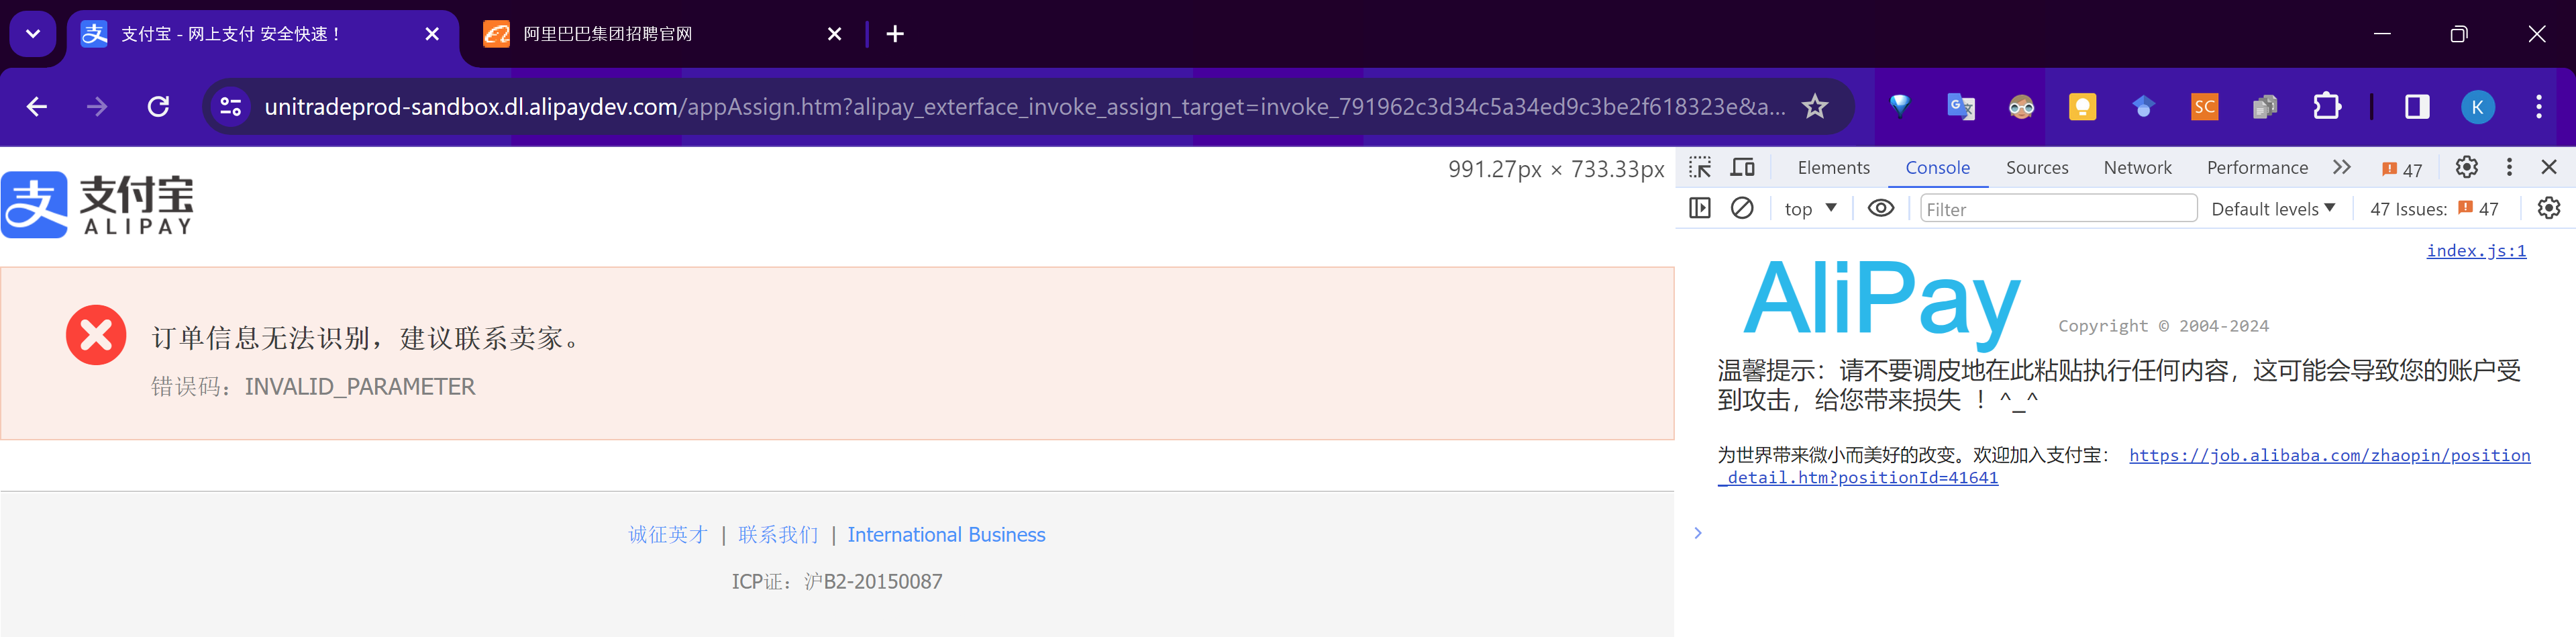 支付宝 - 网上支付 安全快速！
阿里巴巴集团招聘官网
unitradeprod-sandbox.dl.alipaydev.com/appAssign.htm?alipay_exterface_invoke_assign_target=invoke_791962c3d34c5a34ed9c3be2f618323e&a...
SC
K
支 支付宝
ALIPAY
991.27px × 733.33px
订单信息无法识别，建议联系卖家。
错误码：INVALID_PARAMETER
诚征英才 | 联系我们 | International Business
ICP证：沪B2-20150087
Elements Console Sources Network Performance 47
top Filter Default levels 47 Issues: 47
index.js:1
AliPay Copyright © 2004-2024
温馨提示：请不要调皮地在此粘贴执行任何内容，这可能会导致您的账户受
到攻击，给您带来损失 ！^_^
为世界带来微小而美好的改变。欢迎加入支付宝： https://job.alibaba.com/zhaopin/position
_detail.htm?positionId=41641